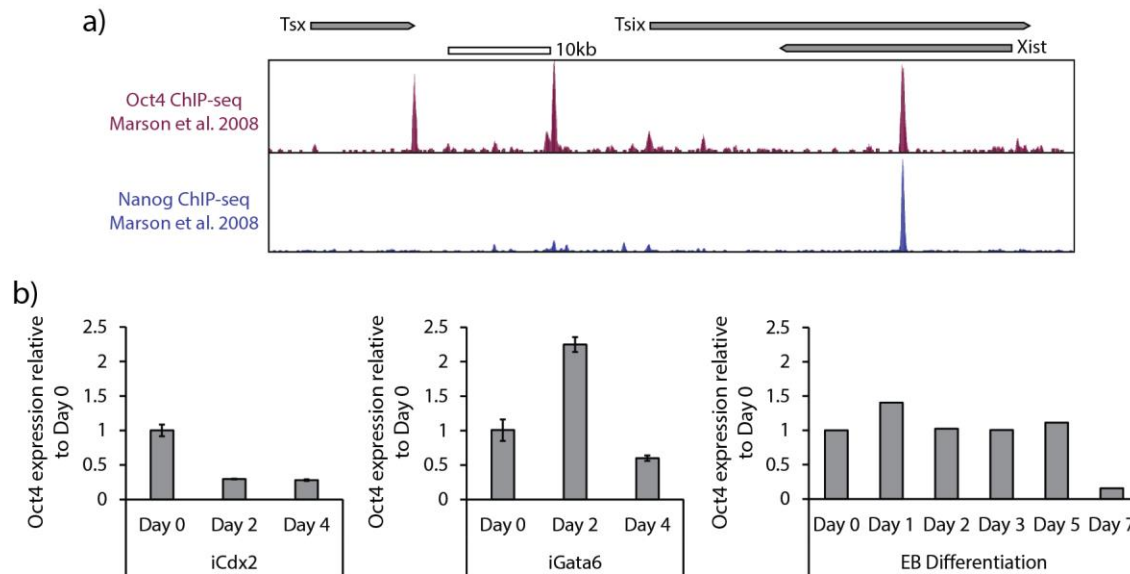 a)
Tsx
Tsix
10kb
Xist
Oct4 ChIP-seq
Marson et al. 2008
Nanog ChIP-seq
Marson et al. 2008
b)
Oct4 expression relative
to Day 0
2.5
2
1.5
1
0.5
0
Day 0 Day 2 Day 4
iCdx2
Oct4 expression relative
to Day 0
2.5
2
1.5
1
0.5
0
Day 0 Day 2 Day 4
iGata6
Oct4 expression relative
to Day 0
2.5
2
1.5
1
0.5
0
Day 0 Day 1 Day 2 Day 3 Day 5 Day 7
EB Differentiation